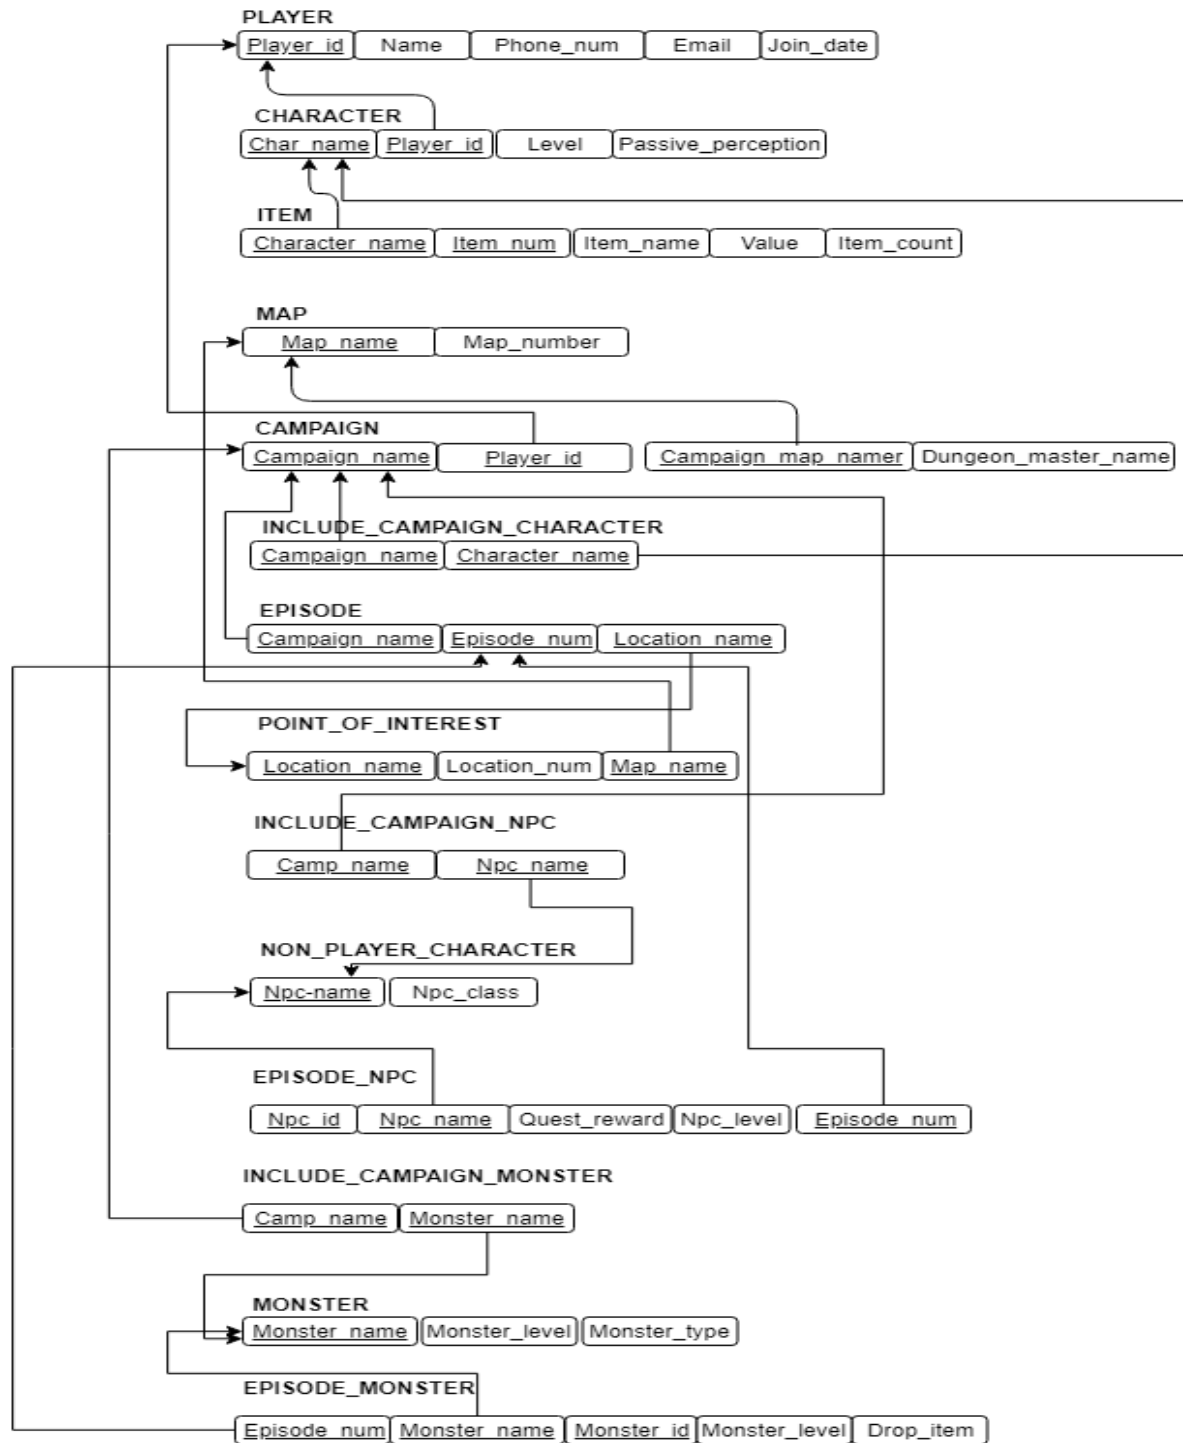 PLAYER
Player_id Name Phone_num Email Join_date
CHARACTER
Char_name Player_id Level Passive_perception
ITEM
Character_name Item_num Item_name Value Item_count
MAP
Map_name Map_number
CAMPAIGN
Campaign_name Player_id Campaign_map_namer Dungeon_master_name
INCLUDE_CAMPAIGN_CHARACTER
Campaign_name Character_name
EPISODE
Campaign_name Episode_num Location_name
POINT_OF_INTEREST
Location_name Location_num Map_name
INCLUDE_CAMPAIGN_NPC
Camp_name Npc_name
NON_PLAYER_CHARACTER
Npc-name Npc_class
EPISODE_NPC
Npc_id Npc_name Quest_reward Npc_level Episode_num
INCLUDE_CAMPAIGN_MONSTER
Camp_name Monster_name
MONSTER
Monster_name Monster_level Monster_type
EPISODE_MONSTER
Episode_num Monster_name Monster_id Monster_level Drop_item